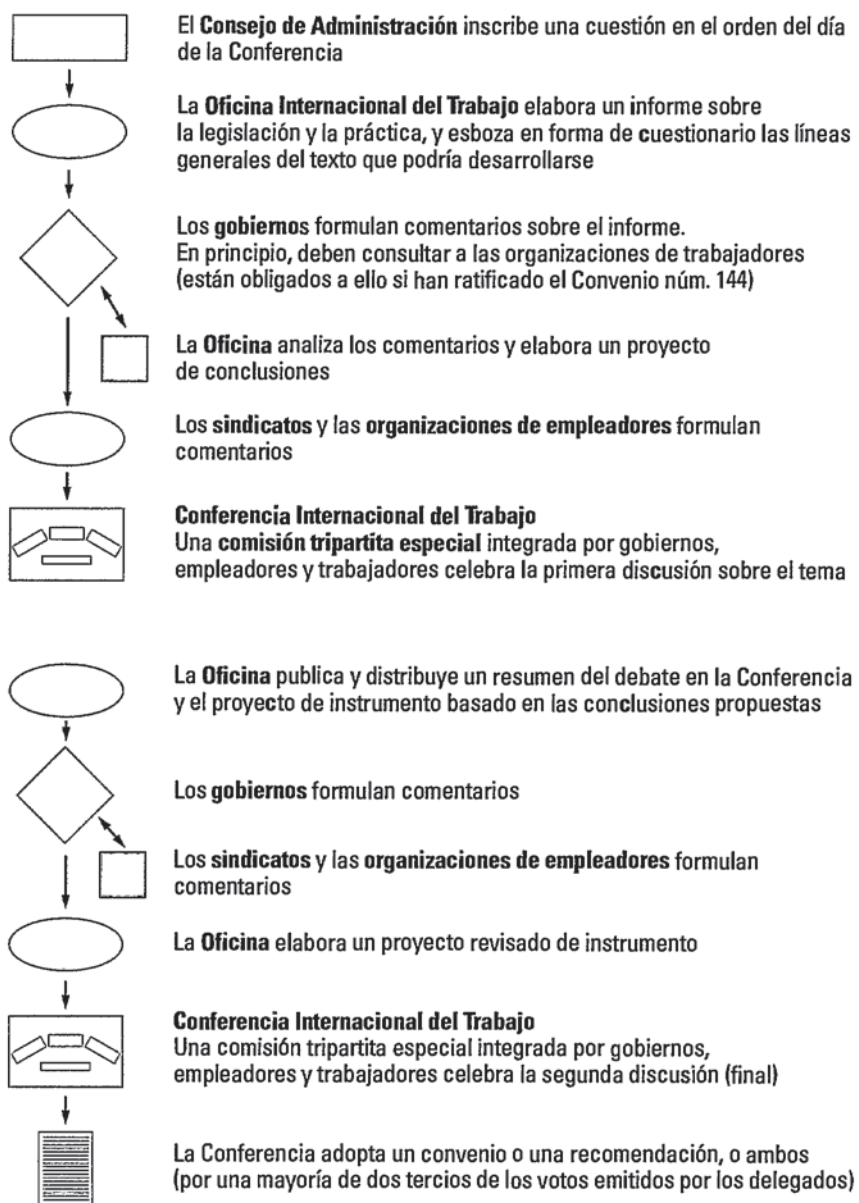 El Consejo de Administración inscribe una cuestión en el orden del día
de la Conferencia
La Oficina Internacional del Trabajo elabora un informe sobre
la legislación y la práctica, y esboza en forma de cuestionario las líneas
generales del texto que podría desarrollarse
Los gobiernos formulan comentarios sobre el informe.
En principio, deben consultar a las organizaciones de trabajadores
(están obligados a ello si han ratificado el Convenio núm. 144)
La Oficina analiza los comentarios y elabora un proyecto
de conclusiones
Los sindicatos y las organizaciones de empleadores formulan
comentarios
Conferencia Internacional del Trabajo
Una comisión tripartita especial integrada por gobiernos,
empleadores y trabajadores celebra la primera discusión sobre el tema
La Oficina publica y distribuye un resumen del debate en la Conferencia
y el proyecto de instrumento basado en las conclusiones propuestas
Los gobiernos formulan comentarios
Los sindicatos y las organizaciones de empleadores formulan
comentarios
La Oficina elabora un proyecto revisado de instrumento
Conferencia Internacional del Trabajo
Una comisión tripartita especial integrada por gobiernos,
empleadores y trabajadores celebra la segunda discusión (final)
La Conferencia adopta un convenio o una recomendación, o ambos
(por una mayoría de dos tercios de los votos emitidos por los delegados)